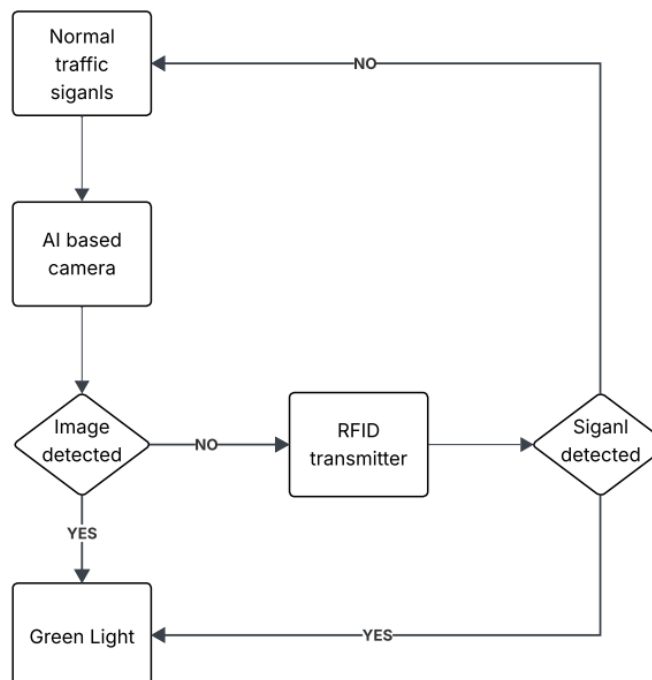 Normal
traffic
siganls
NO
AI based
camera
Image
detected
NO
RFID
transmitter
Siganl
detected
YES
Green Light
YES